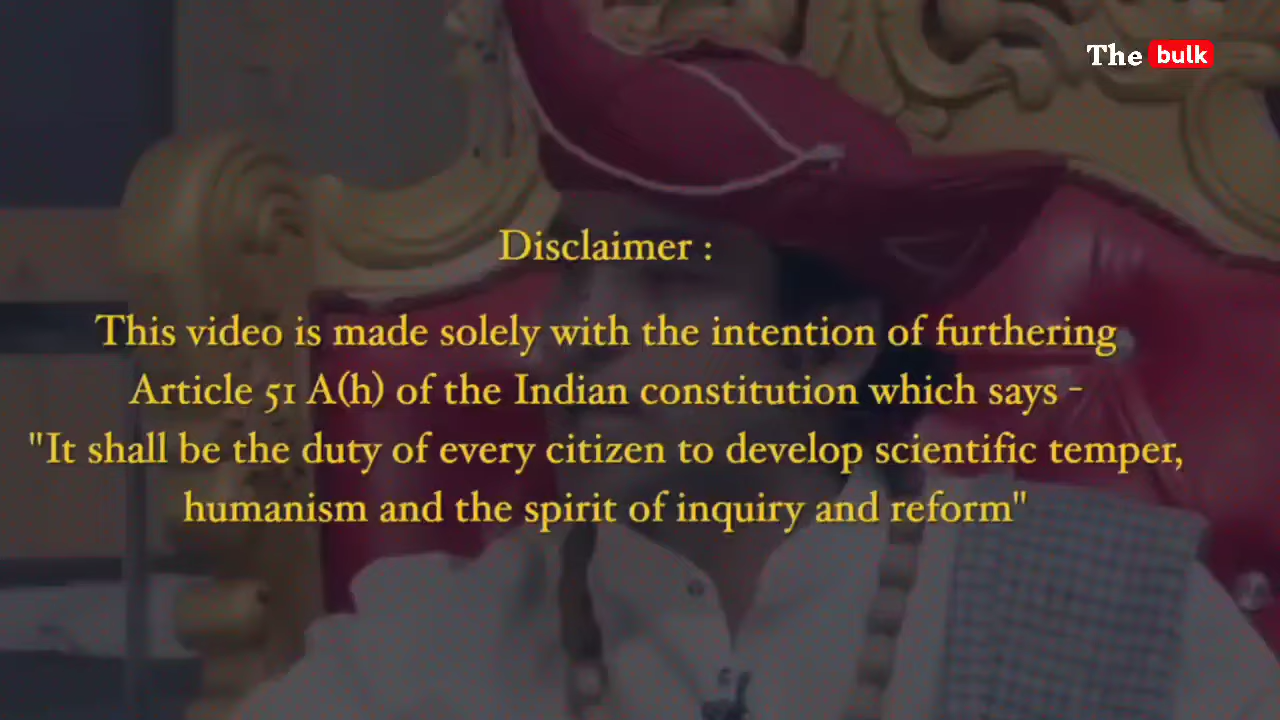 The bulk
Disclaimer :
This video is made solely with the intention of furthering
Article 51 A(h) of the Indian constitution which says -
"It shall be the duty of every citizen to develop scientific temper,
humanism and the spirit of inquiry and reform"